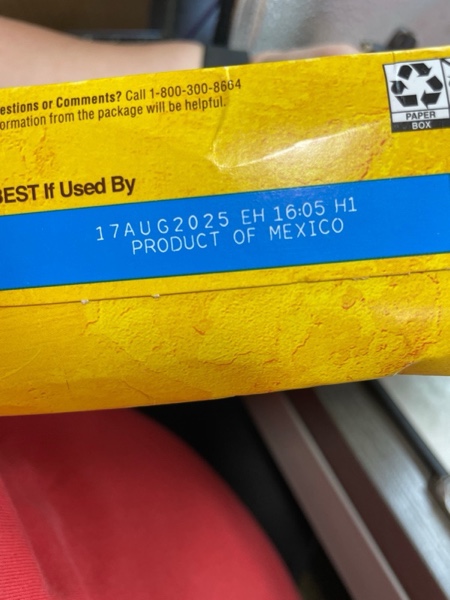 estions or Comments? Call 1-800-300-8664
ormation from the package will be helpful.
PAPER
BOX
BEST If Used By
17AUG2025 EH 16:05 H1
PRODUCT OF MEXICO